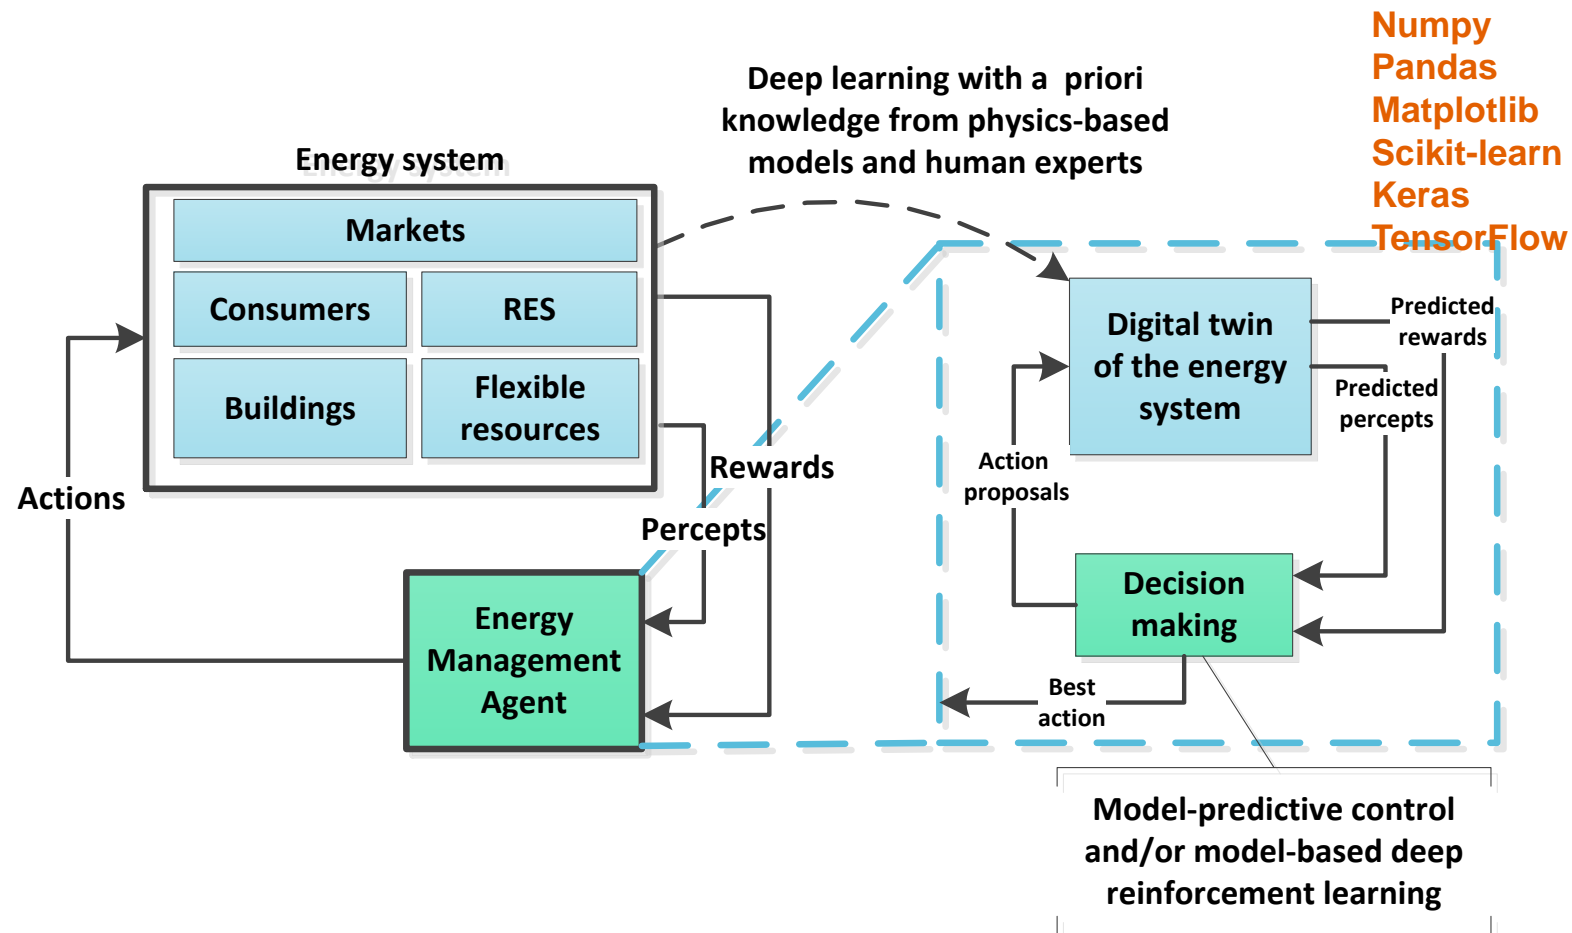 Numpy
Pandas
Matplotlib
Scikit-learn
Keras
TensorFlow
Deep learning with a priori
knowledge from physics-based
models and human experts
Energy system
Markets
Consumers
RES
Buildings
Flexible
resources
Actions
Rewards
Percepts
Energy
Management
Agent
Digital twin
of the energy
system
Predicted
rewards
Predicted
percepts
Action
proposals
Decision
making
Best
action
Model-predictive control
and/or model-based deep
reinforcement learning